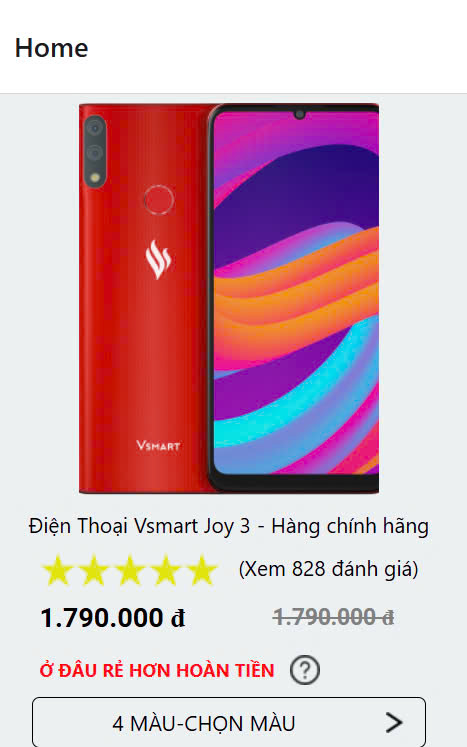 Home
VSMART
Điện Thoại Vsmart Joy 3 - Hàng chính hãng
(Xem 828 đánh giá)
1.790.000 đ 1.790.000 đ
Ở ĐÂU RẺ HƠN HOÀN TIỀN ?
4 MÀU-CHỌN MÀU